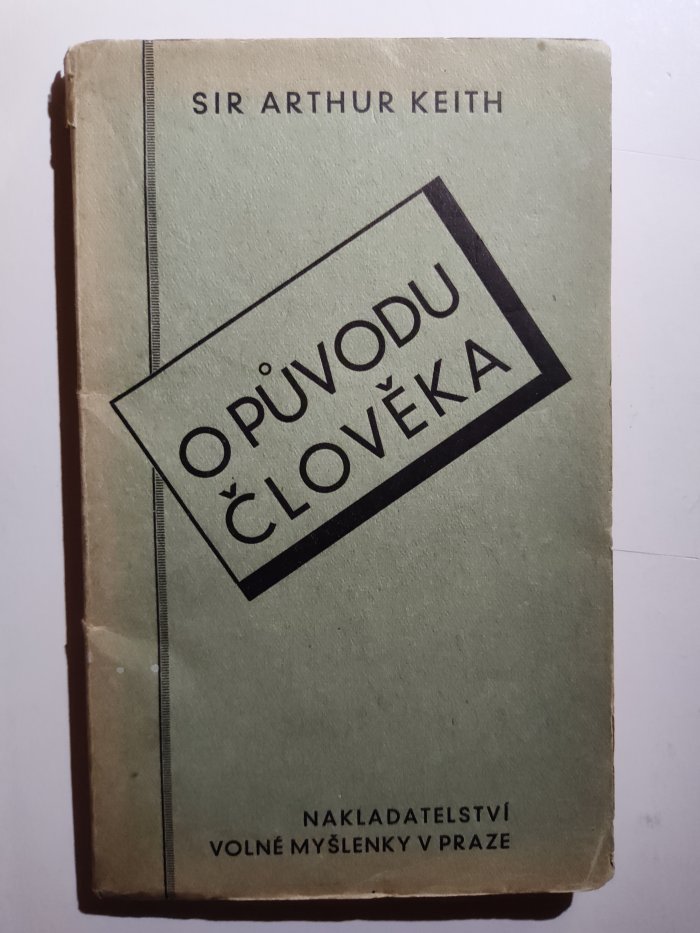 SIR ARTHUR KEITH
O PŮVODU
ČLOVĚKA
NAKLADATELSTVÍ
VOLNÉ MYŠLENKY V PRAZE